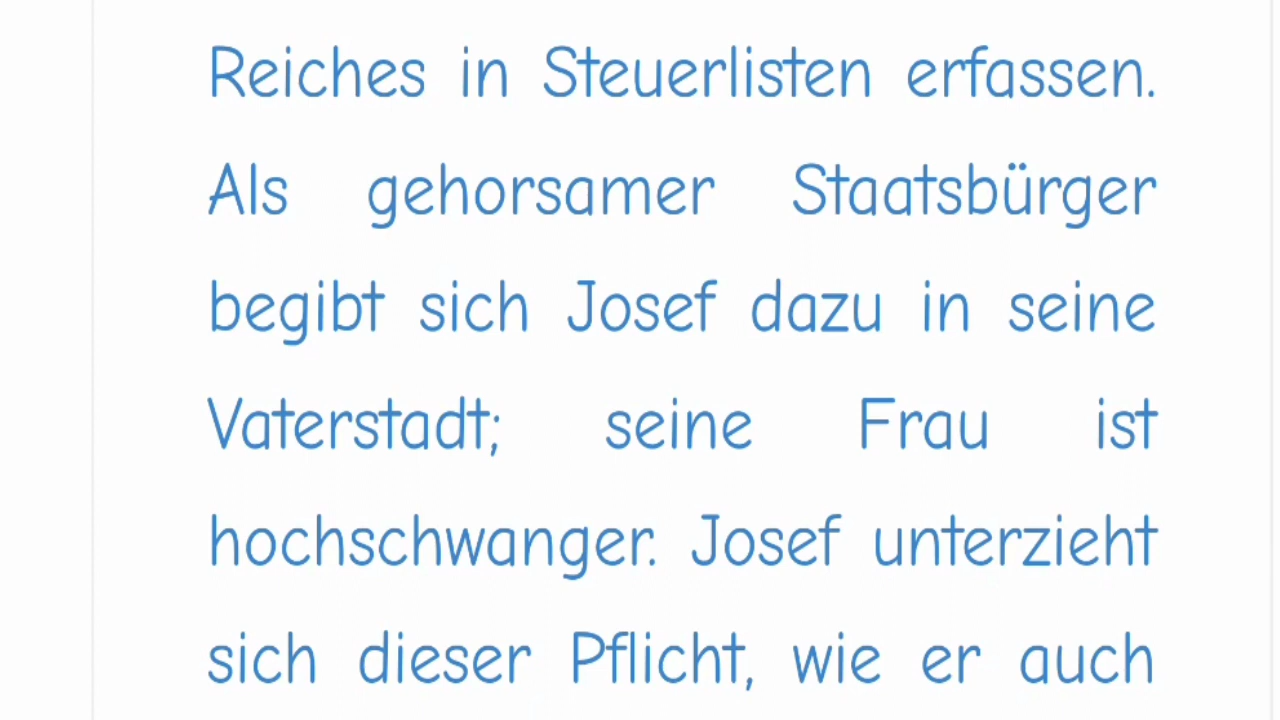 Reiches in Steuerlisten erfassen.
Als gehorsamer Staatsbürger
begibt sich Josef dazu in seine
Vaterstadt; seine Frau ist
hochschwanger. Josef unterzieht
sich dieser Pflicht, wie er auch